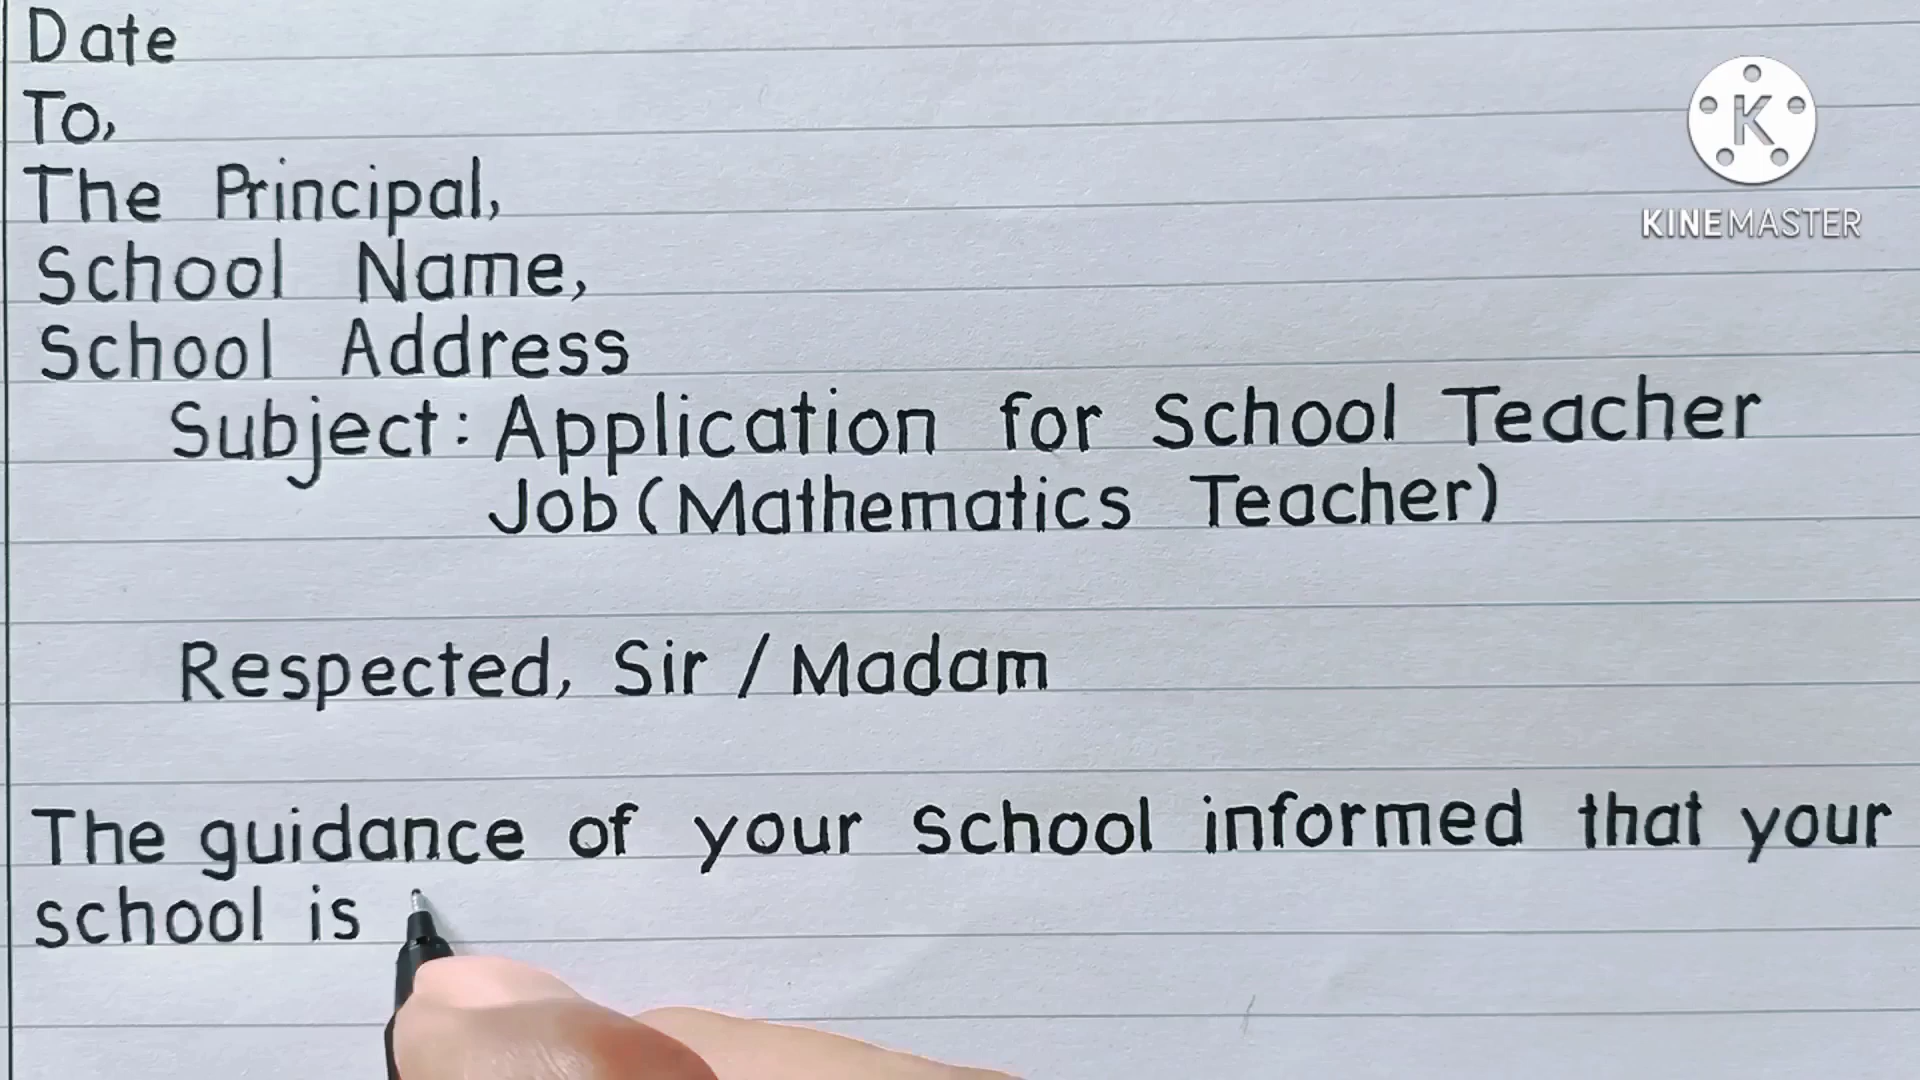 Date
To,
The Principal,
School Name,
School Address
Subject: Application for School Teacher
Job (Mathematics Teacher)
Respected, Sir / Madam
The guidance of your school informed that your
school is
K
KINEMASTER